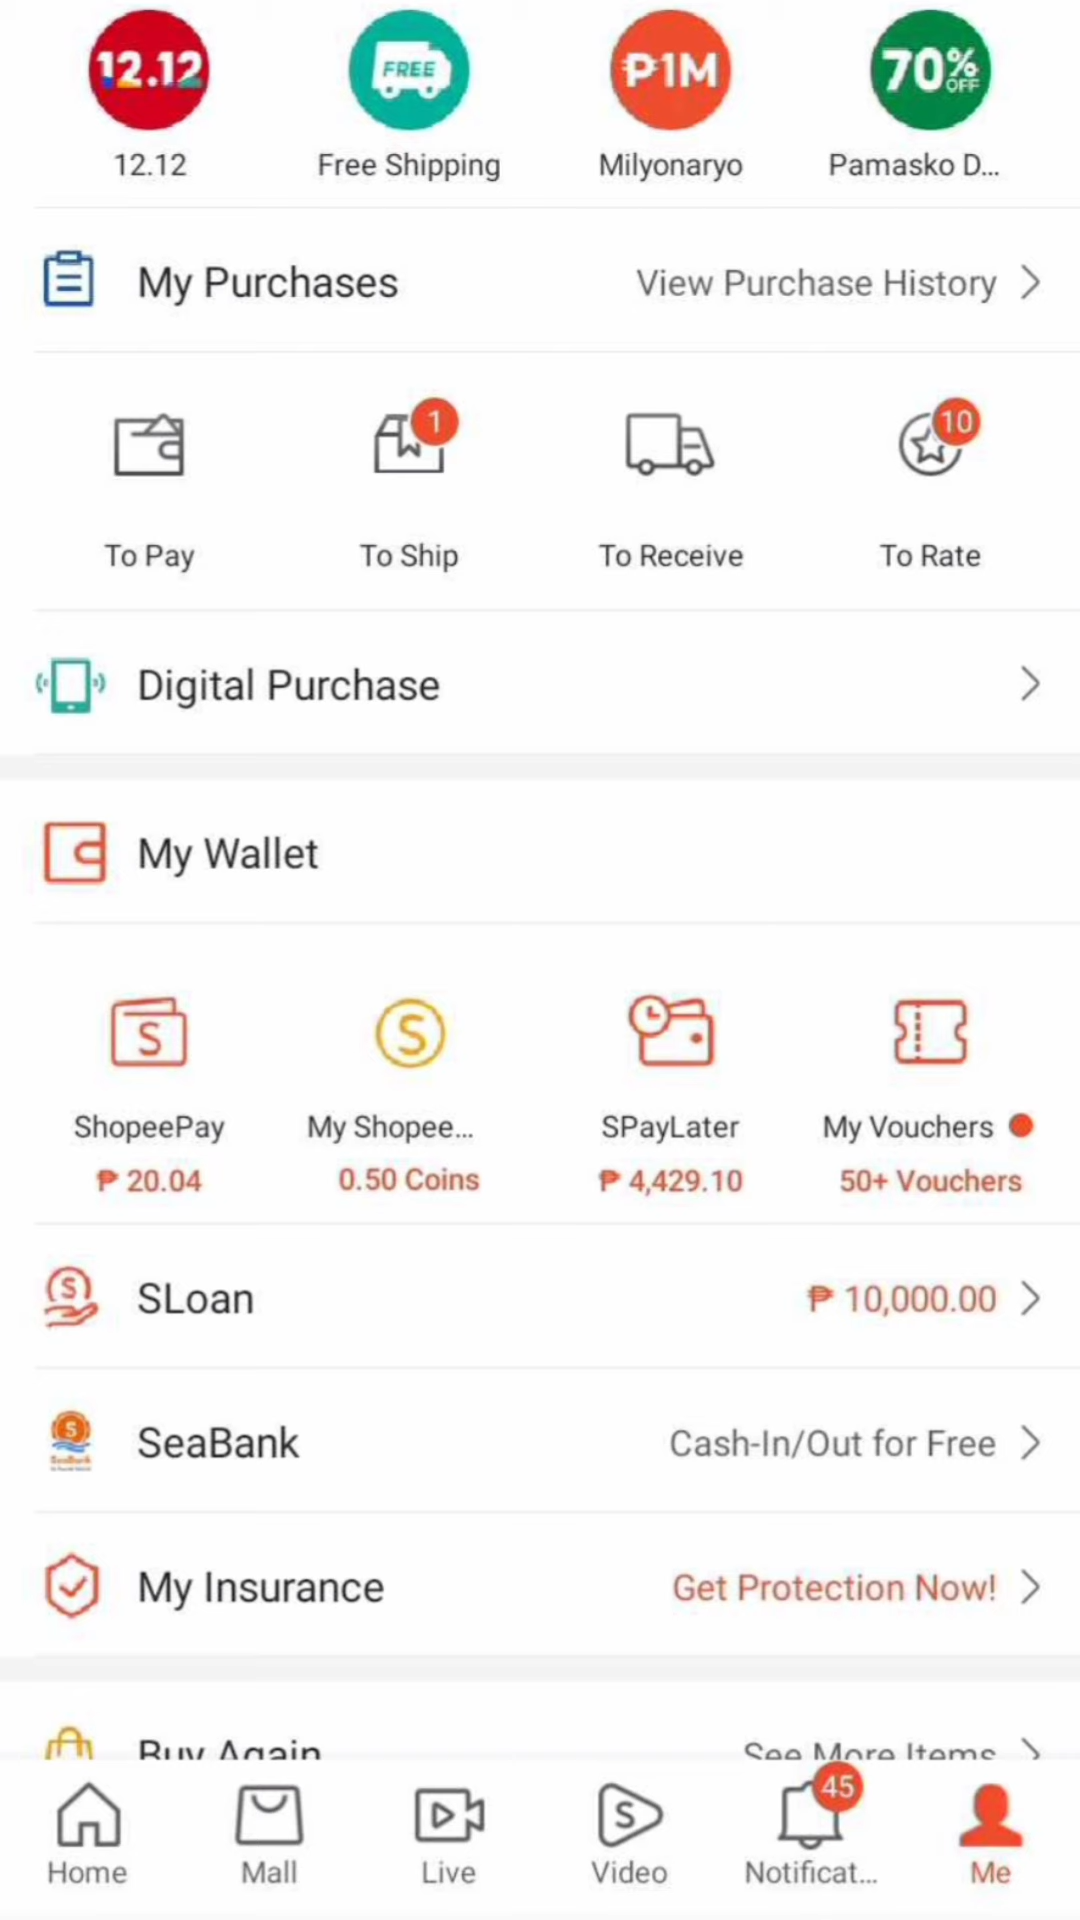 12.12
FREE
₱1M
70% OFF
12.12
Free Shipping
Milyonaryo
Pamasko D...
My Purchases
View Purchase History
1
10
To Pay
To Ship
To Receive
To Rate
Digital Purchase
My Wallet
S
S
ShopeePay
My Shopee...
SPayLater
My Vouchers
₱ 20.04
0.50 Coins
₱ 4,429.10
50+ Vouchers
S
SLoan
₱ 10,000.00
S
SeaBank
SeaBank
Cash-In/Out for Free
My Insurance
Get Protection Now!
Buy Again
See More Items
S
45
Home
Mall
Live
Video
Notificat...
Me